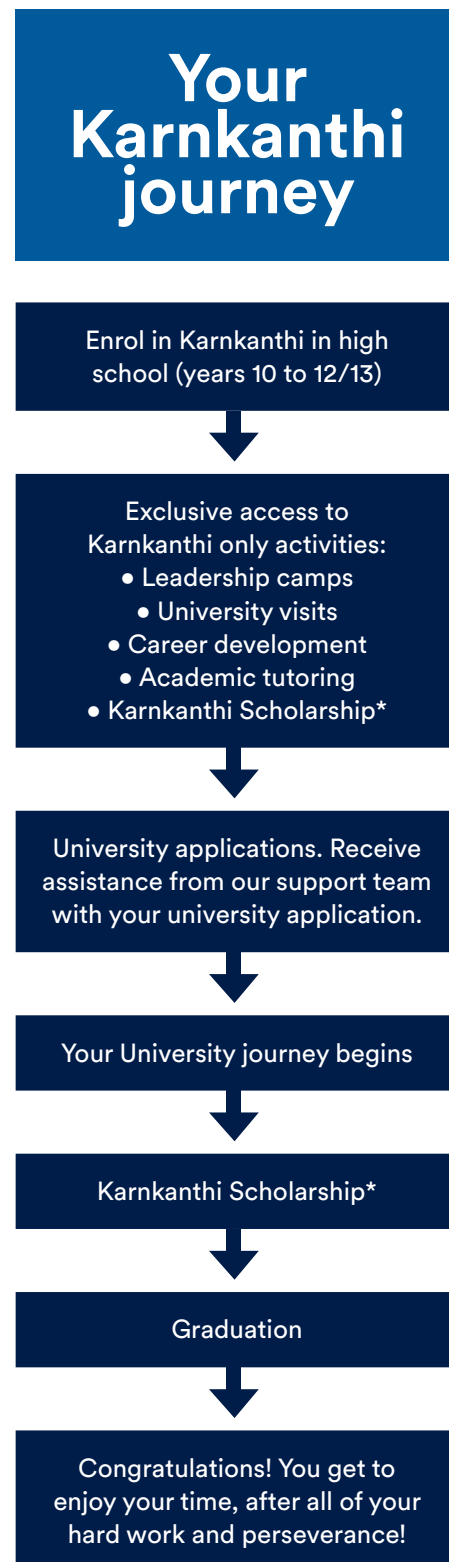 Your
Karnkanthi
journey
Enrol in Karnkanthi in high
school (years 10 to 12/13)
Exclusive access to
Karnkanthi only activities:
● Leadership camps
● University visits
● Career development
● Academic tutoring
● Karnkanthi Scholarship*
University applications. Receive
assistance from our support team
with your university application.
Your University journey begins
Karnkanthi Scholarship*
Graduation
Congratulations! You get to
enjoy your time, after all of your
hard work and perseverance!